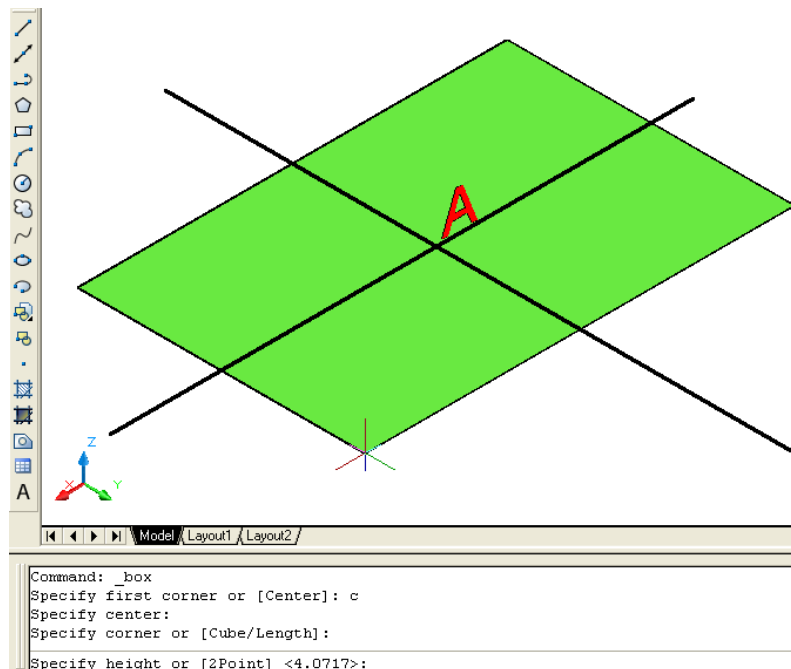 A
Z
X
Y
A
Model Layout1 Layout2
Command: _box
Specify first corner or [Center]: c
Specify center:
Specify corner or [Cube/Length]:
Specify height or [2Point] <4.0717>: